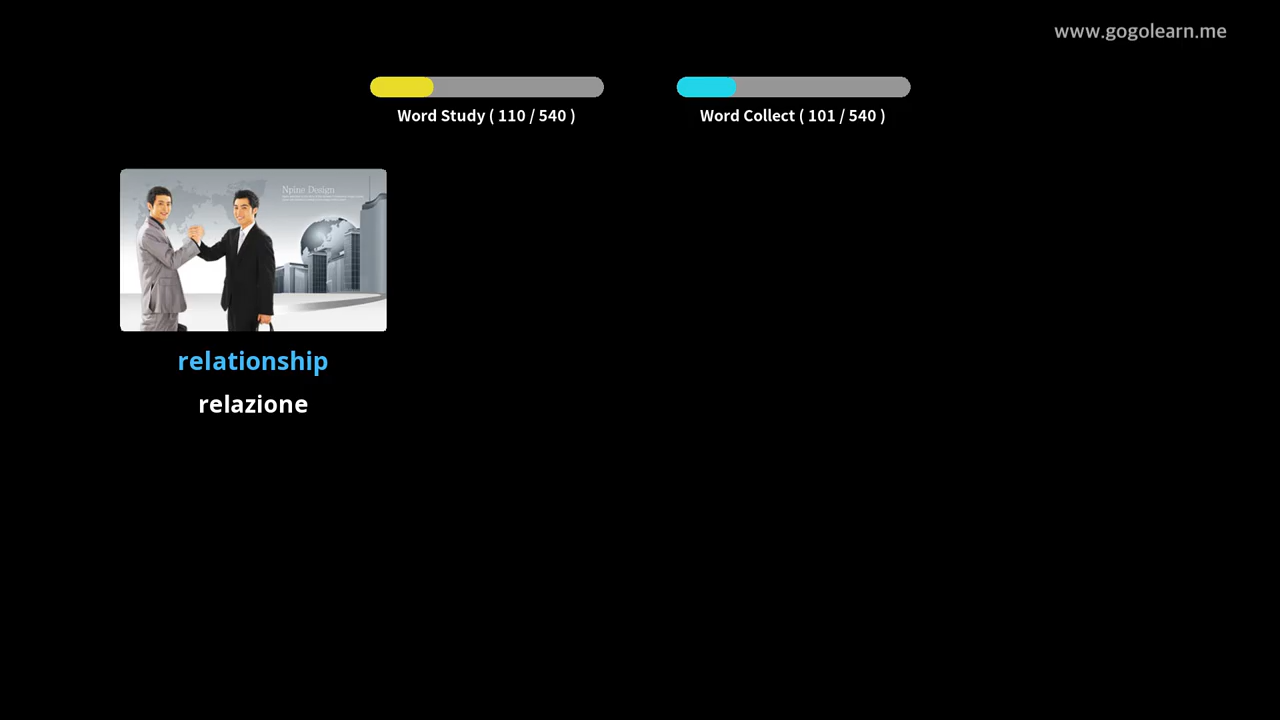 www.gogolearn.me
Word Study ( 110 / 540 )
Word Collect ( 101 / 540 )
Npine Design
relationship
relazione